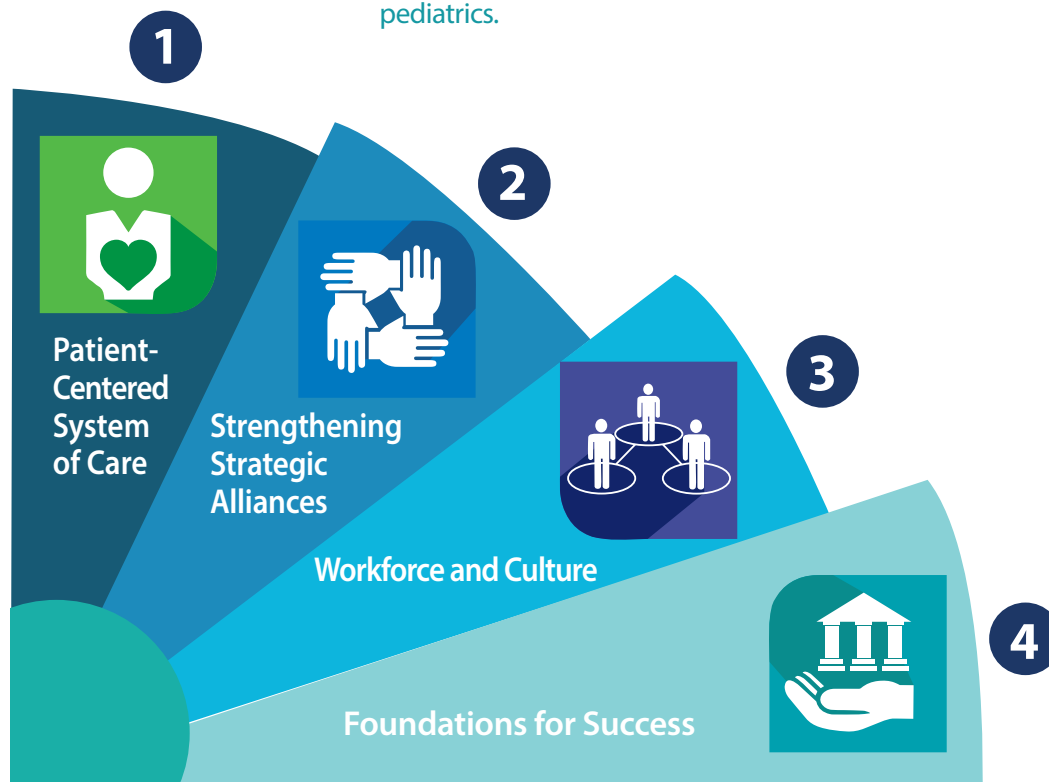 pediatrics.
1
Patient-
Centered
System
of Care
2
Strengthening
Strategic
Alliances
3
Workforce and Culture
4
Foundations for Success